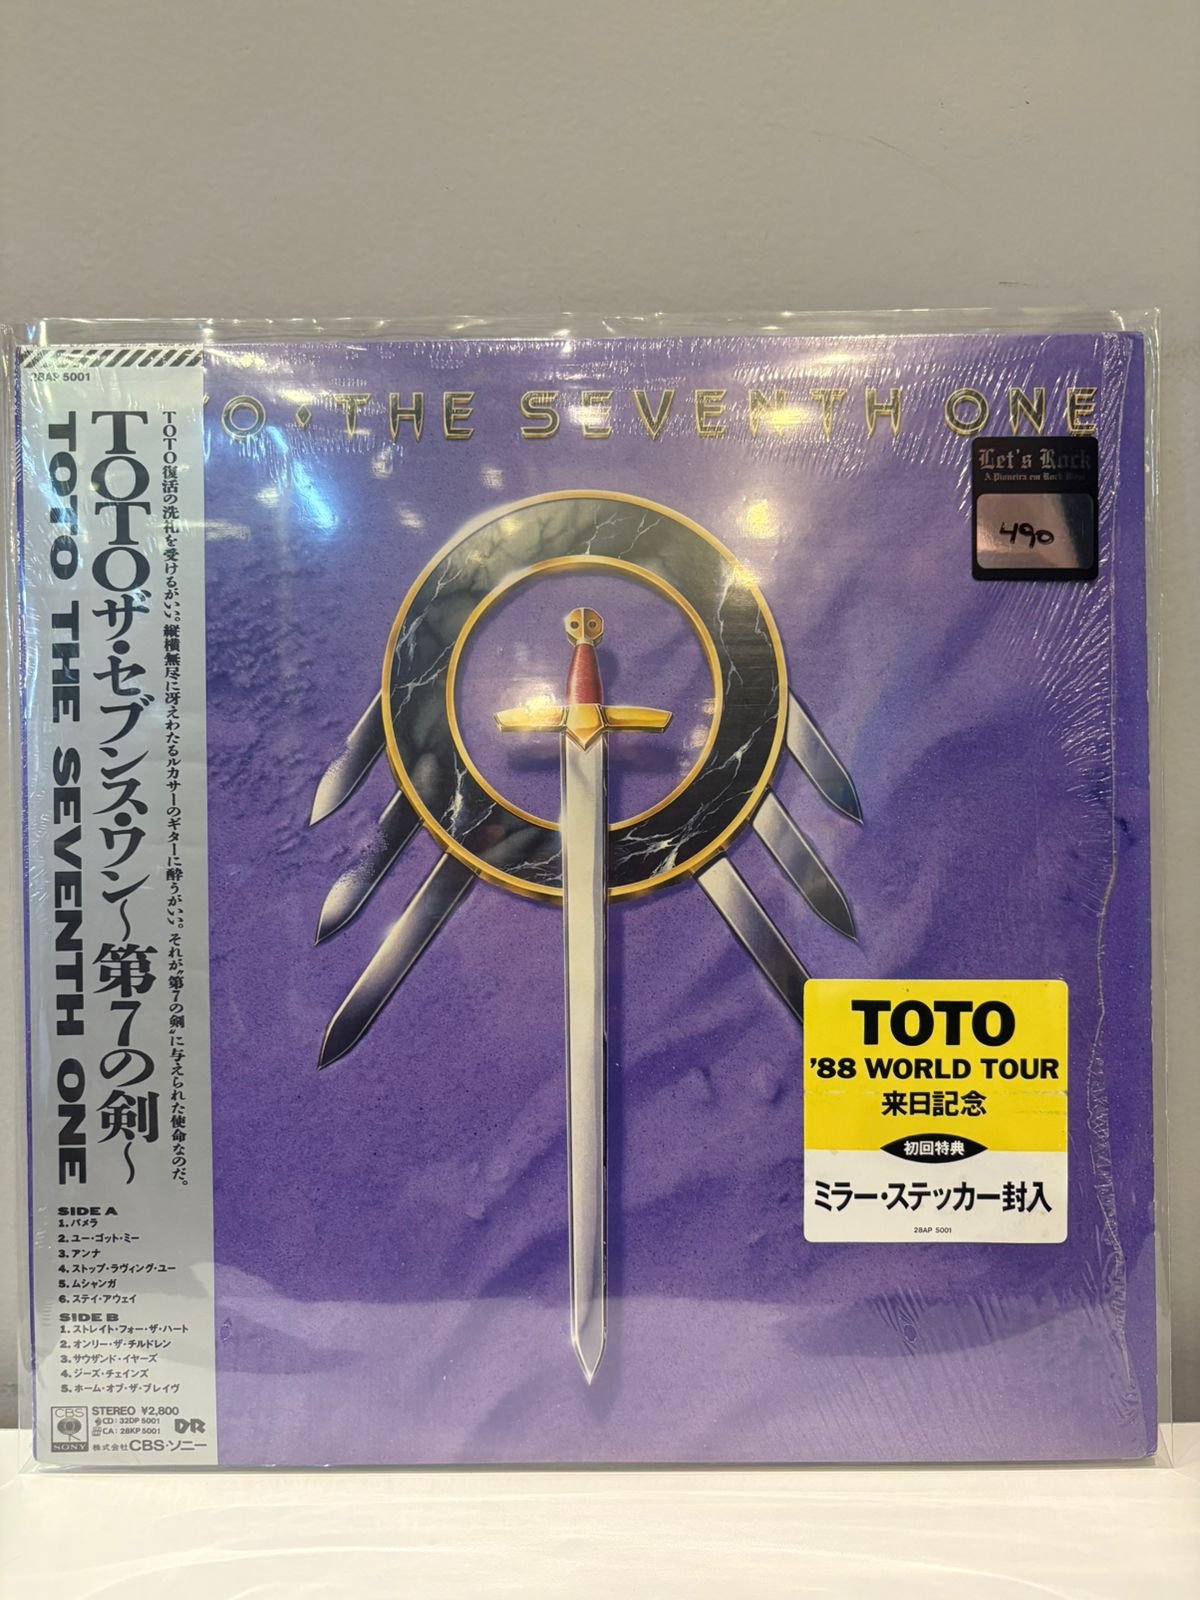 28AP 5001
TOTO復活の洗礼を受けるがいい。縦横無尽に冴えわたるルカサーのギターに酔うがいい。それが“第7の剣”に与えられた使命なのだ。
TOTO ザ・セブンス・ワン〜第7の剣〜
TOTO THE SEVENTH ONE
SIDE A
1. パメラ
2. ユー・ゴット・ミー
3. アンナ
4. ストップ・ラヴィング・ユー
5. ムシャンガ
6. ステイ・アウェイ
SIDE B
1. ストレイト・フォー・ザ・ハート
2. オンリー・ザ・チルドレン
3. サウザンド・イヤーズ
4. ジーズ・チェインズ
5. ホーム・オブ・ザ・ブレイヴ
CBS
SONY
STEREO ¥2,800
CD: 32DP 5001
CA: 28KP 5001
DR
株式会社 CBS・ソニー
O · THE SEVENTH ONE
Let's Rock
A Pioneira em Rock Wear
490
TOTO
'88 WORLD TOUR
来日記念
初回特典
ミラー・ステッカー封入
28AP 5001